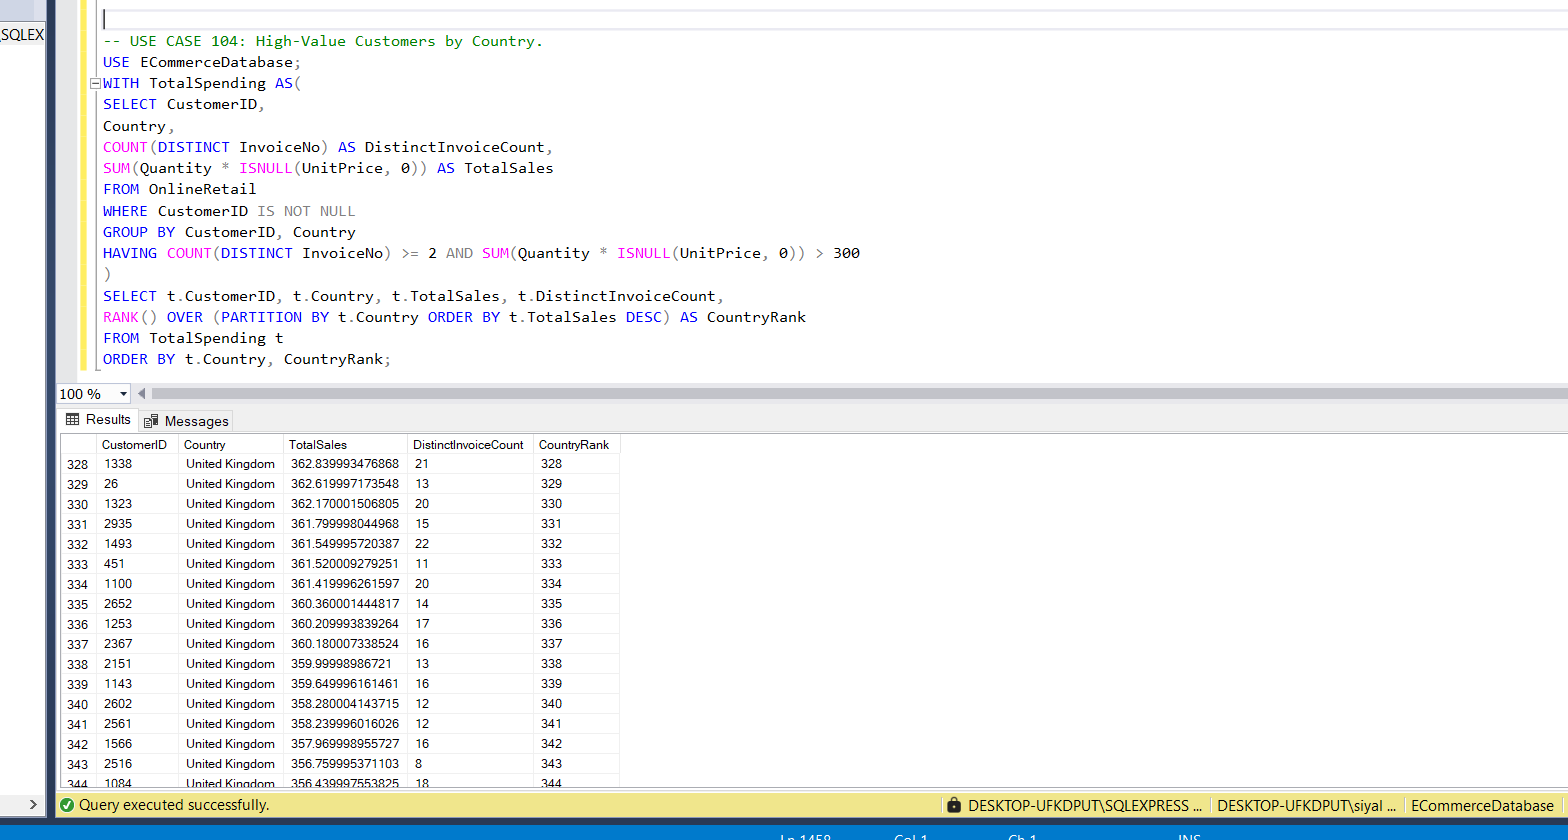 SQLEX
-- USE CASE 104: High-Value Customers by Country.
USE ECommerceDatabase;
WITH TotalSpending AS(
SELECT CustomerID,
Country,
COUNT(DISTINCT InvoiceNo) AS DistinctInvoiceCount,
SUM(Quantity * ISNULL(UnitPrice, 0)) AS TotalSales
FROM OnlineRetail
WHERE CustomerID IS NOT NULL
GROUP BY CustomerID, Country
HAVING COUNT(DISTINCT InvoiceNo) >= 2 AND SUM(Quantity * ISNULL(UnitPrice, 0)) > 300
)
SELECT t.CustomerID, t.Country, t.TotalSales, t.DistinctInvoiceCount,
RANK() OVER (PARTITION BY t.Country ORDER BY t.TotalSales DESC) AS CountryRank
FROM TotalSpending t
ORDER BY t.Country, CountryRank;
100 %
Results Messages
CustomerID Country TotalSales DistinctInvoiceCount CountryRank
328 1338 United Kingdom 362.839993476868 21 328
329 26 United Kingdom 362.619997173548 13 329
330 1323 United Kingdom 362.170001506805 20 330
331 2935 United Kingdom 361.799998044968 15 331
332 1493 United Kingdom 361.549995720387 22 332
333 451 United Kingdom 361.520009279251 11 333
334 1100 United Kingdom 361.419996261597 20 334
335 2652 United Kingdom 360.360001444817 14 335
336 1253 United Kingdom 360.209993839264 17 336
337 2367 United Kingdom 360.180007338524 16 337
338 2151 United Kingdom 359.99998986721 13 338
339 1143 United Kingdom 359.649996161461 16 339
340 2602 United Kingdom 358.280004143715 12 340
341 2561 United Kingdom 358.239996016026 12 341
342 1566 United Kingdom 357.969998955727 16 342
343 2516 United Kingdom 356.759995371103 8 343
344 1084 United Kingdom 356.439997553825 18 344
Query executed successfully. DESKTOP-UFKDPUT\SQLEXPRESS ... DESKTOP-UFKDPUT\siyal ... ECommerceDatabase
Ln 1458 Col 1 Ch 1 INS